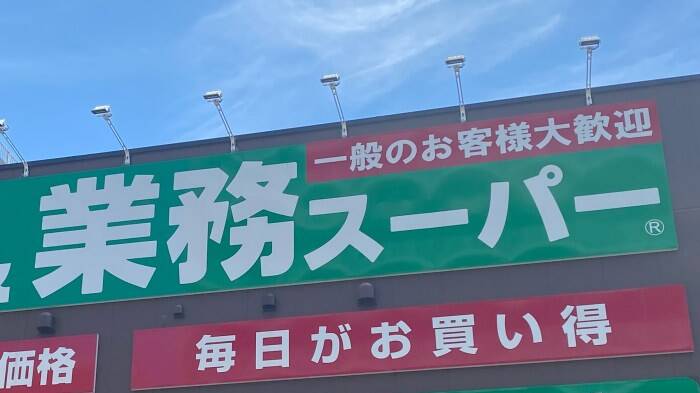 一般のお客様大歓迎
業務スーパー®
価格
毎日がお買い得